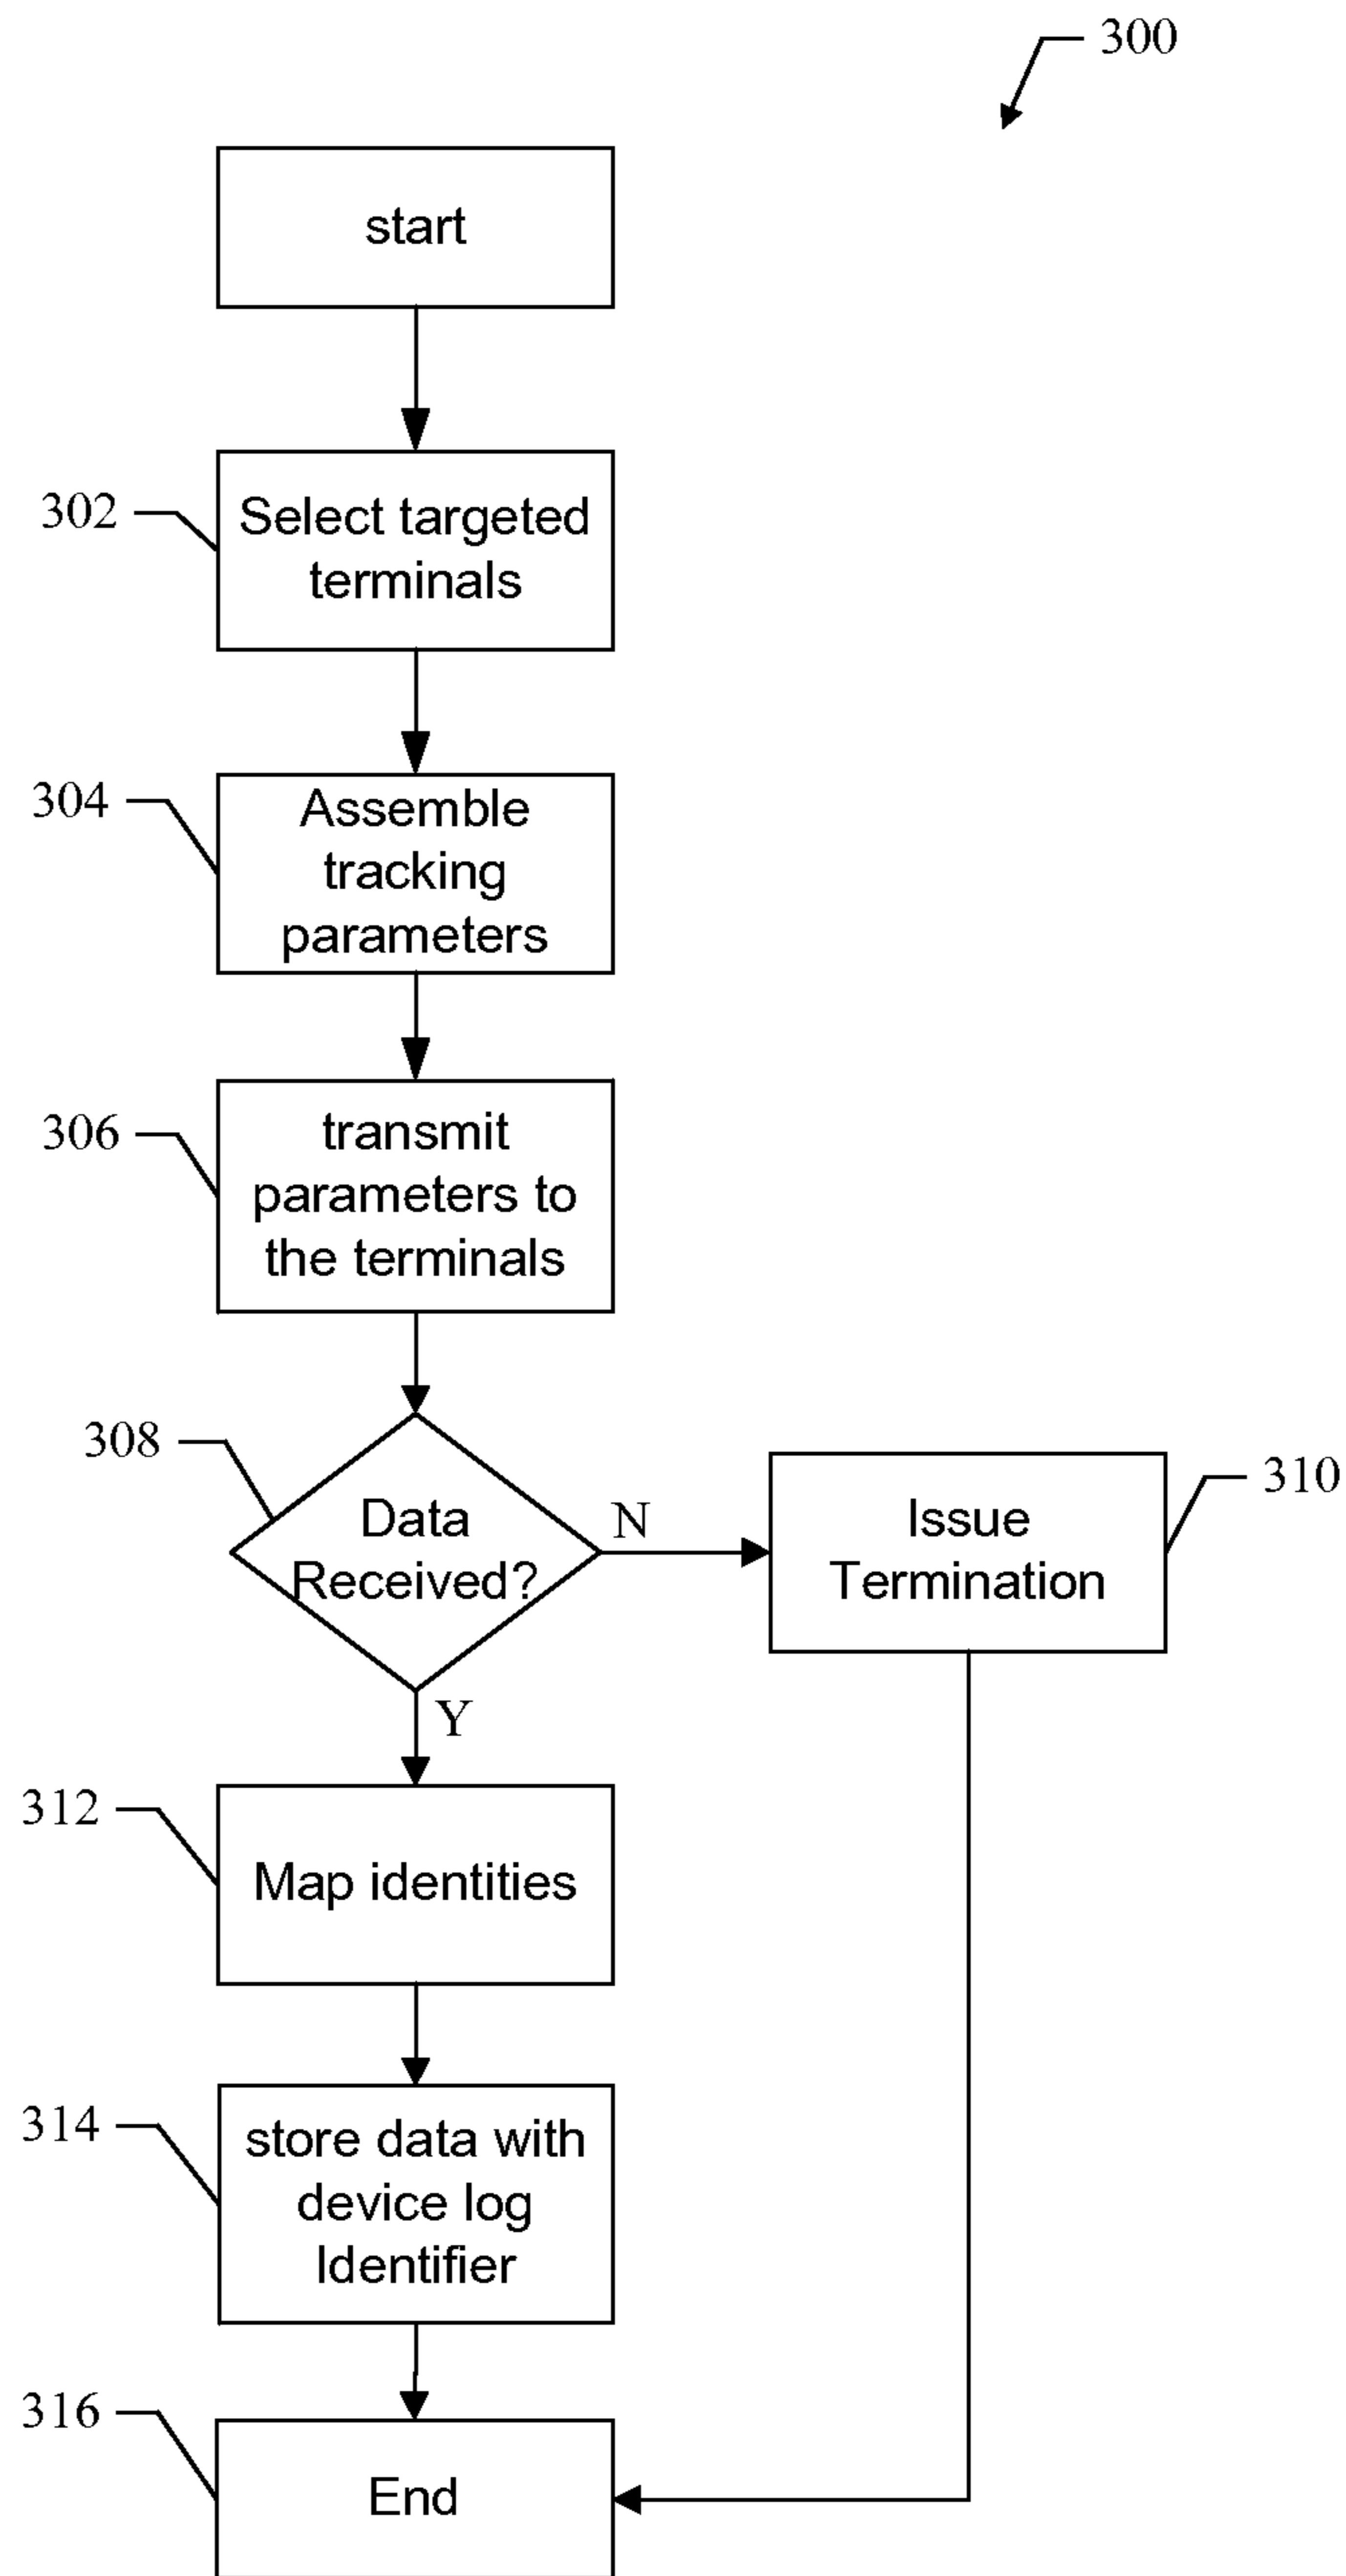 300
start
302
Select targeted
terminals
304
Assemble
tracking
parameters
306
transmit
parameters to
the terminals
308
Data
Received?
N
310
Issue
Termination
Y
312
Map identities
314
store data with
device log
Identifier
316
End